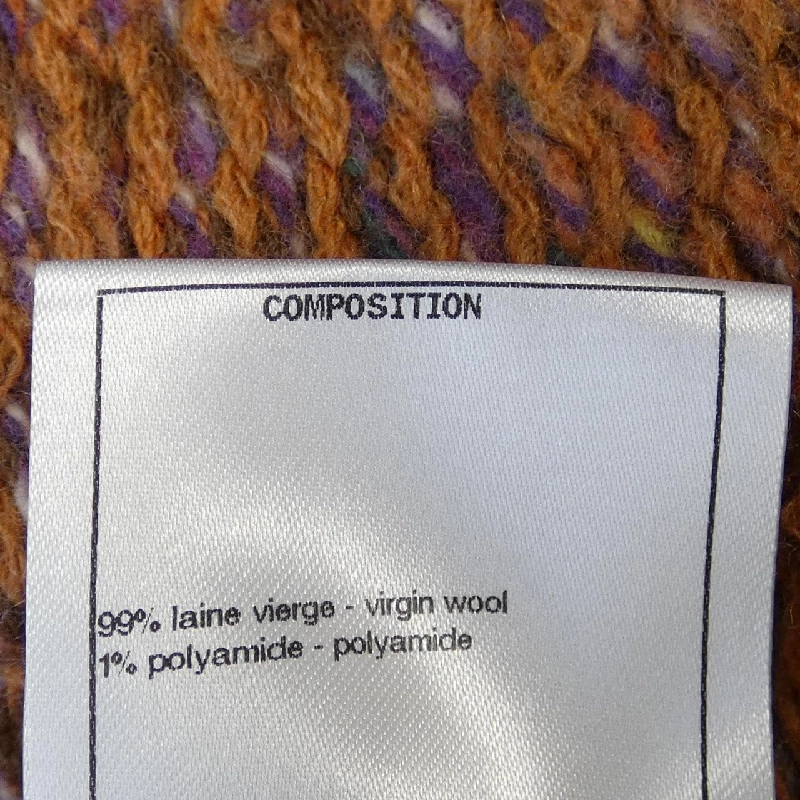 COMPOSITION
99% laine vierge - virgin wool
1% polyamide - polyamide